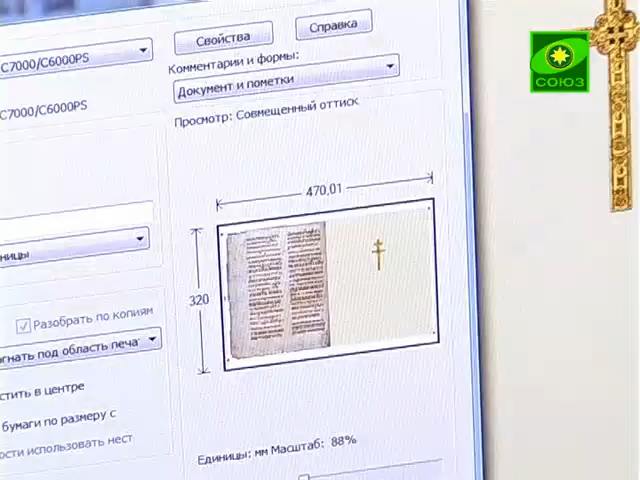 C7000/C6000PS
Свойства
Справка
Комментарии и формы:
Документ и пометки
C7000/C6000PS
Просмотр: Совмещенный оттиск
470,01
320
ницы
Разобрать по копиям
гнать под область печа
стить в центре
бумаги по размеру с
ости использовать нест
Единицы: мм Масштаб: 88%
СОЮЗ